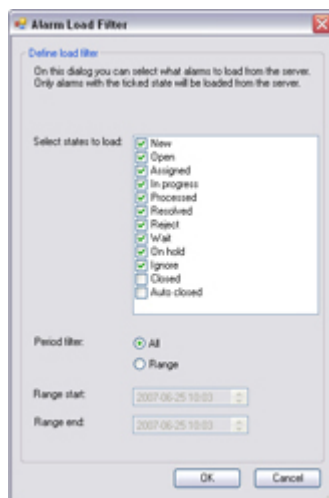 Alarm Load Filter
Define load filter
On this dialog you can select what alarms to load from the server.
Only alarms with the ticked state will be loaded from the server.
Select states to load:
New
Open
Assigned
In progress
Processed
Resolved
Reject
Wait
On hold
Ignore
Closed
Auto closed
Period filter:
All
Range
Range start:
2007-06-25 10:03
Range end:
2007-06-25 10:03
OK
Cancel